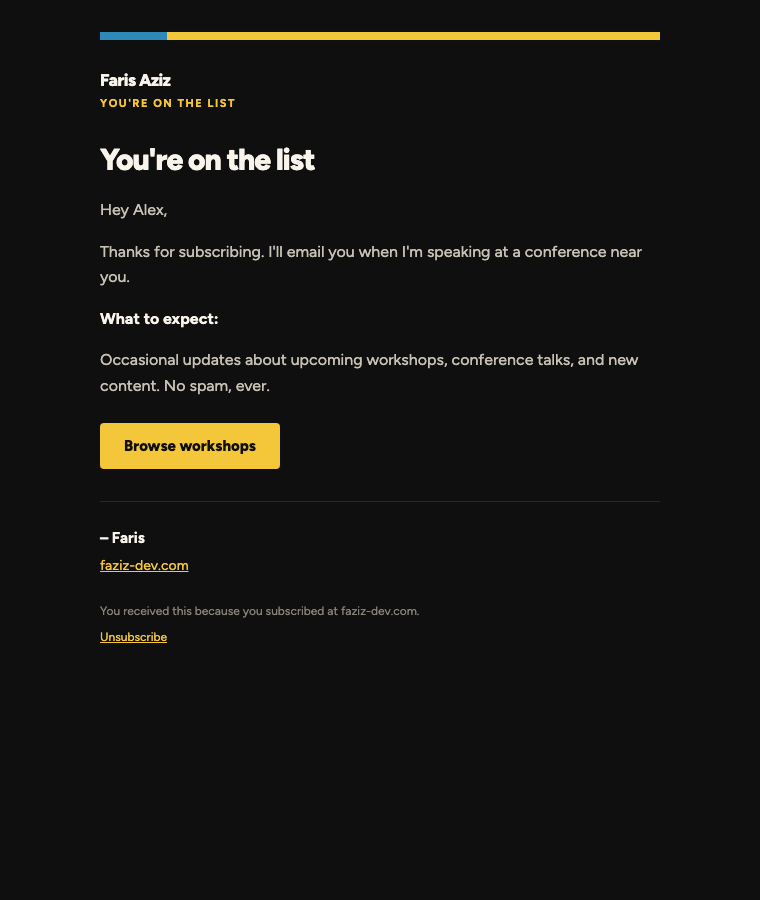 Faris Aziz
YOU'RE ON THE LIST
You're on the list
Hey Alex,
Thanks for subscribing. I'll email you when I'm speaking at a conference near
you.
What to expect:
Occasional updates about upcoming workshops, conference talks, and new
content. No spam, ever.
Browse workshops
– Faris
faziz-dev.com
You received this because you subscribed at faziz-dev.com.
Unsubscribe